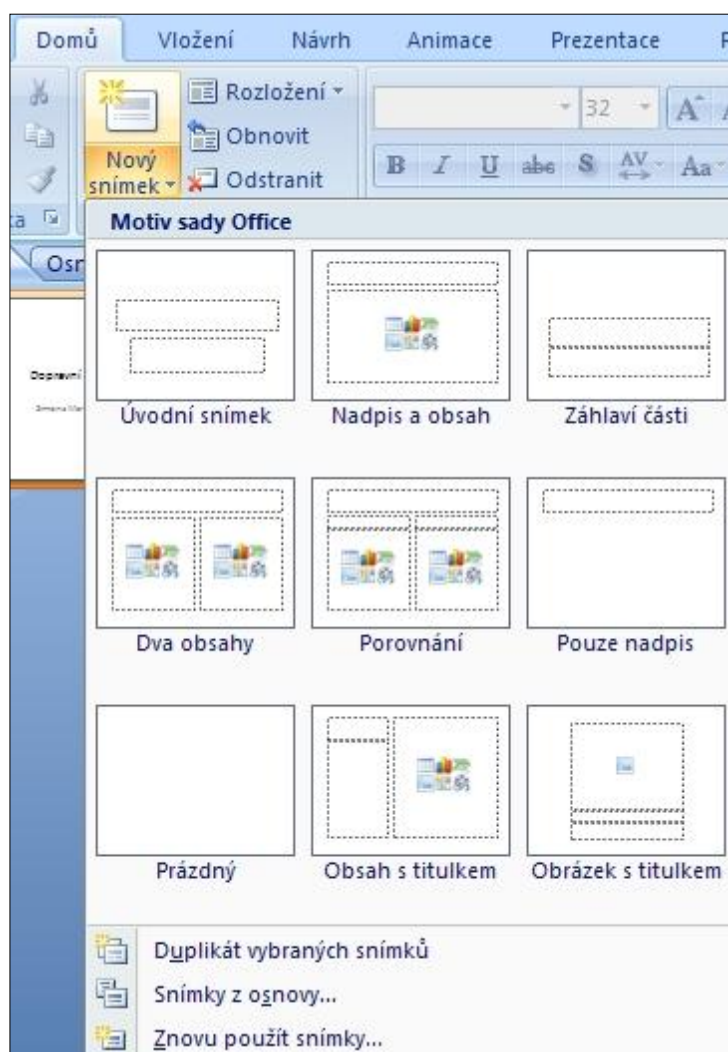 Domů Vložení Návrh Animace Prezentace
Rozložení
32 A
Obnovit
Nový
snímek
Odstranit
B I U abc S AV Aa
Motiv sady Office
Dopravní
Úvodní snímek Nadpis a obsah Záhlaví části
Dva obsahy Porovnání Pouze nadpis
Prázdný Obsah s titulkem Obrázek s titulkem
Duplikát vybraných snímků
Snímky z osnovy...
Znovu použít snímky...